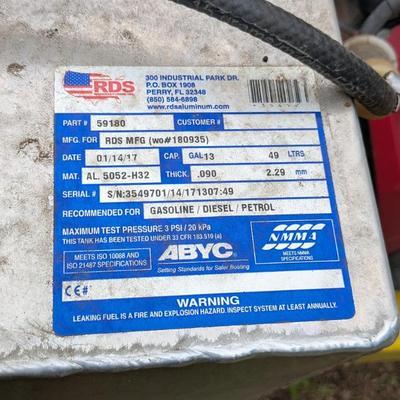 RDS
300 INDUSTRIAL PARK DR.
P.O. BOX 1908
PERRY, FL 32348
(850) 584-6898
www.rdsaluminum.com
PART # 59180 CUSTOMER #
MFG. FOR RDS MFG (wo#180935)
DATE 01/14/17 CAP. GAL 13 49 LTRS
MAT. AL. 5052-H32 THICK. .090 2.29 mm
SERIAL # S/N:3549701/14/171307:49
RECOMMENDED FOR GASOLINE / DIESEL / PETROL
MAXIMUM TEST PRESSURE 3 PSI / 20 kPa
THIS TANK HAS BEEN TESTED UNDER 33 CFR 183.510 (a)
MEETS ISO 10088 AND
ISO 21487 SPECIFICATIONS
ABYC
Setting Standards for Safer Boating
NMMA
MEETS NMMA
SPECIFICATIONS
CE#
WARNING
LEAKING FUEL IS A FIRE AND EXPLOSION HAZARD. INSPECT SYSTEM AT LEAST ANNUALLY.